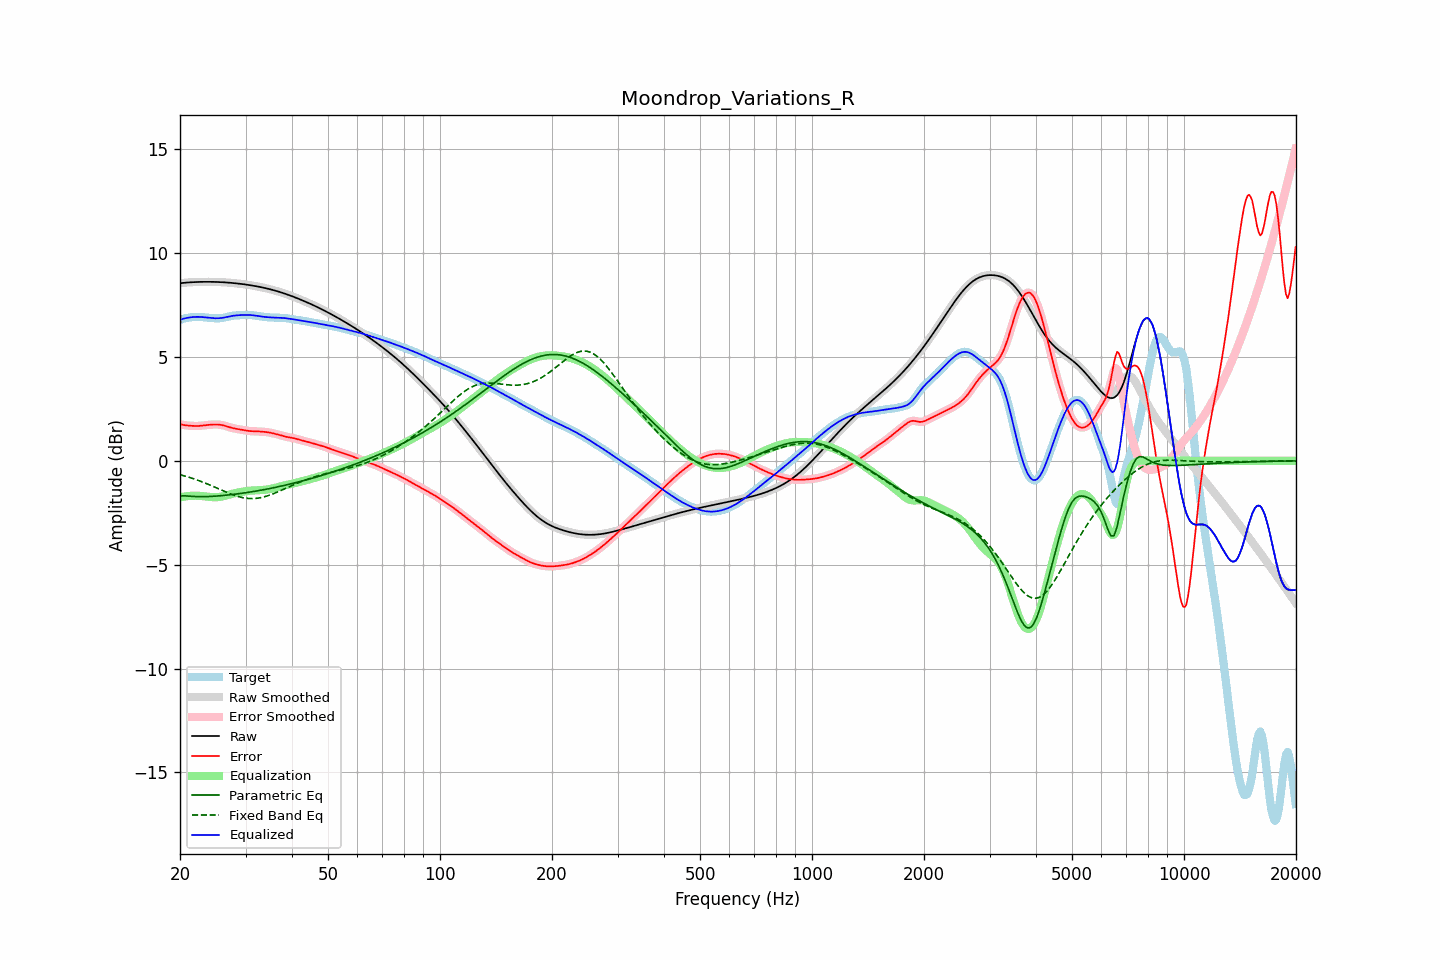 Moondrop_Variations_R
Amplitude (dBr)
15
10
5
0
−5
−10
−15
Target
Raw Smoothed
Error Smoothed
Raw
Error
Equalization
Parametric Eq
Fixed Band Eq
Equalized
20 50 100 200 500 1000 2000 5000 10000 20000
Frequency (Hz)